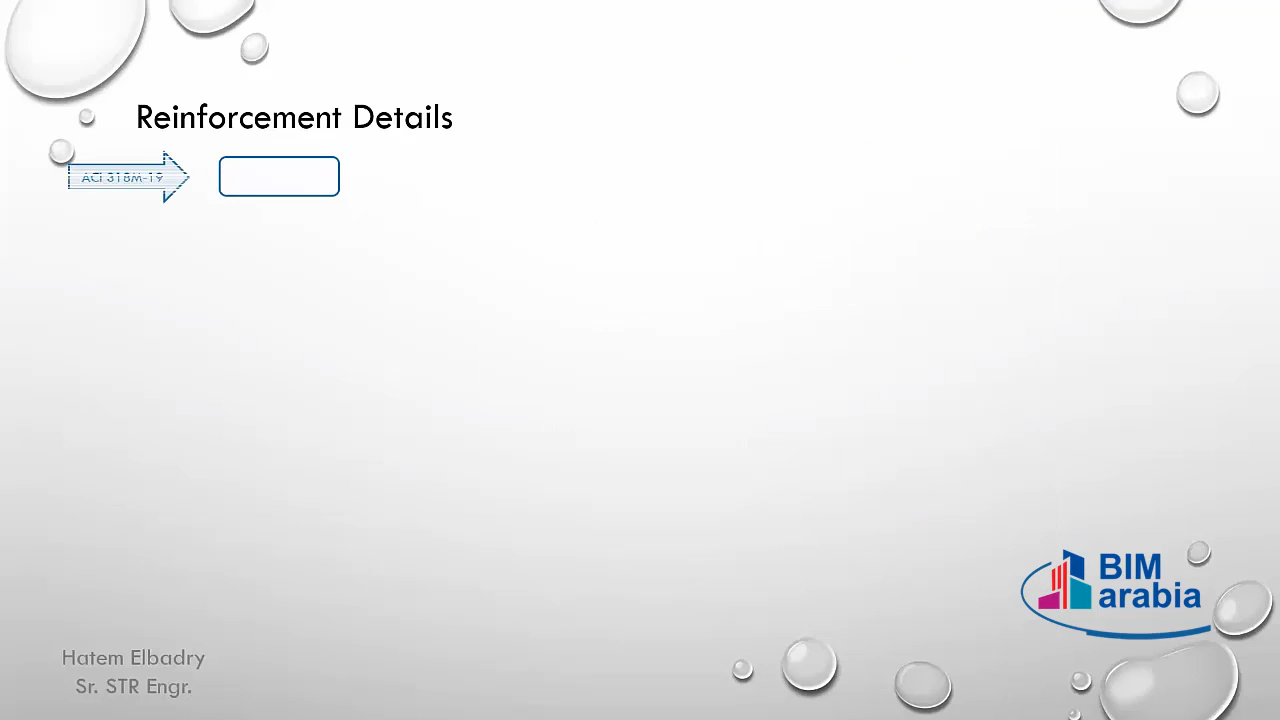 Reinforcement Details
ACI 318M-19
BIM
arabia
Hatem Elbadry
Sr. STR Engr.